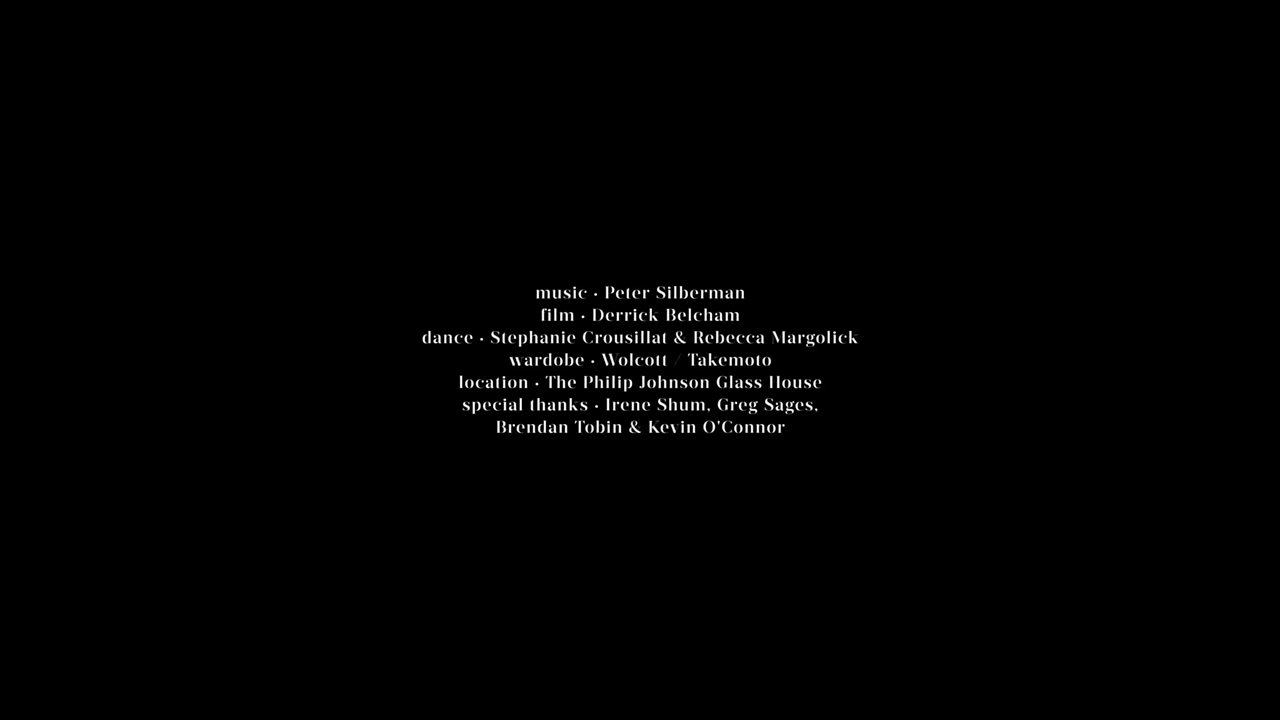 music • Peter Silberman
film • Derrick Belcham
dance • Stephanie Crousillat & Rebecca Margolick
wardobe • Wolcott / Takemoto
location • The Philip Johnson Glass House
special thanks • Irene Shum, Greg Sages,
Brendan Tobin & Kevin O'Connor